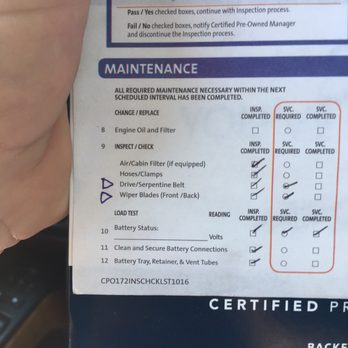 Pass / Yes checked boxes, continue with Inspection process.
Fail / No checked boxes, notify Certified Pre-Owned Manager
and discontinue the Inspection process.
MAINTENANCE
ALL REQUIRED MAINTENANCE NECESSARY WITHIN THE NEXT
SCHEDULED INTERVAL HAS BEEN COMPLETED.
CHANGE / REPLACE INSP. COMPLETED SVC. REQUIRED SVC. COMPLETED
8 Engine Oil and Filter
9 INSPECT / CHECK INSP. COMPLETED SVC. REQUIRED SVC. COMPLETED
Air/Cabin Filter (if equipped)
Hoses/Clamps
Drive/Serpentine Belt
Wiper Blades (Front /Back)
LOAD TEST READING INSP. COMPLETED SVC. REQUIRED SVC. COMPLETED
10 Battery Status:
Volts
11 Clean and Secure Battery Connections
12 Battery Tray, Retainer, & Vent Tubes
CPO172INSCHCKLST1016
CERTIFIED PR
BACKE